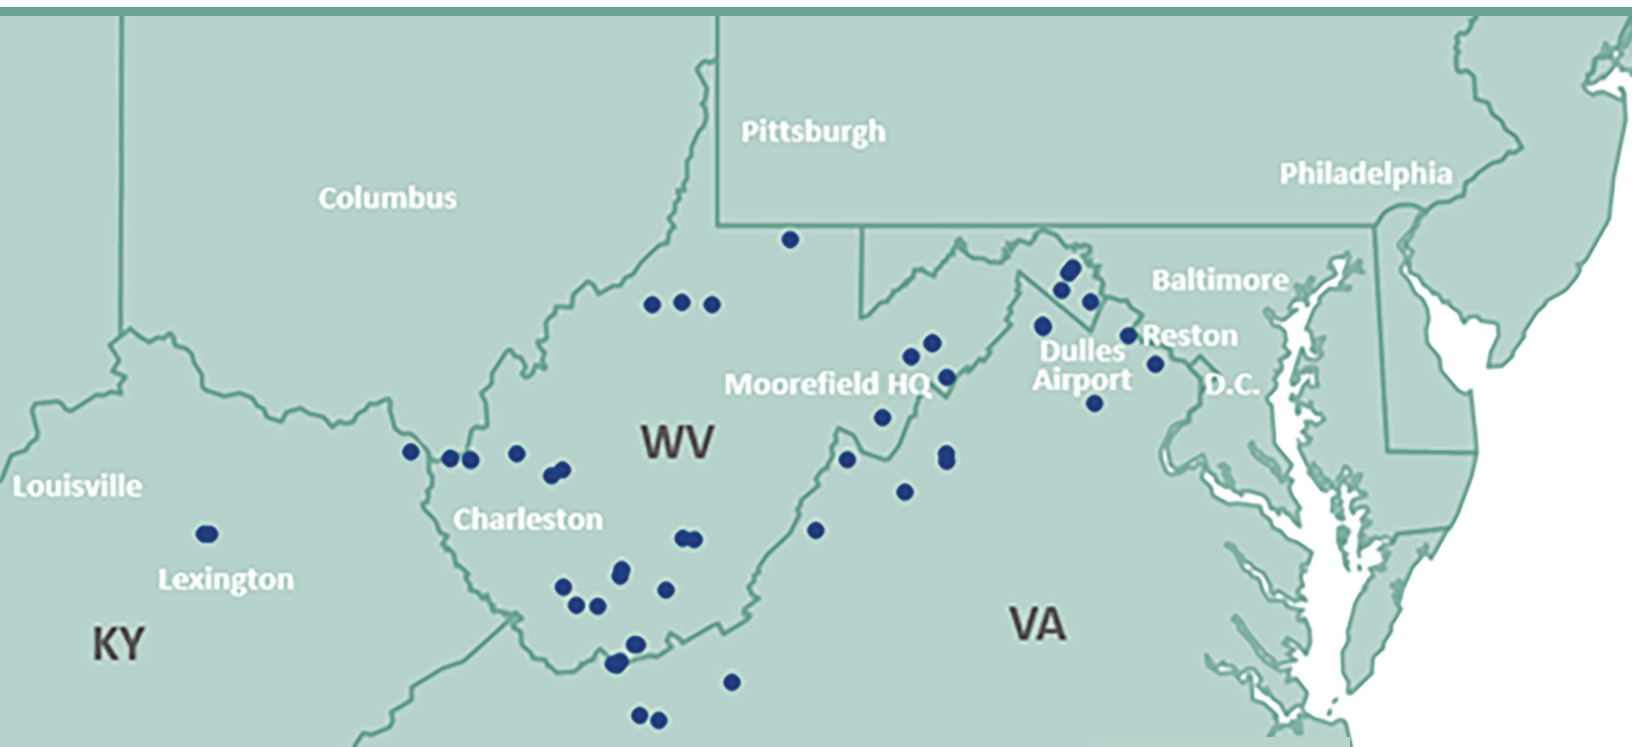 Pittsburgh
Philadelphia
Columbus
Baltimore
Reston
Dulles
Airport
Moorefield HQ
D.C.
WV
Louisville
Charleston
Lexington
VA
KY